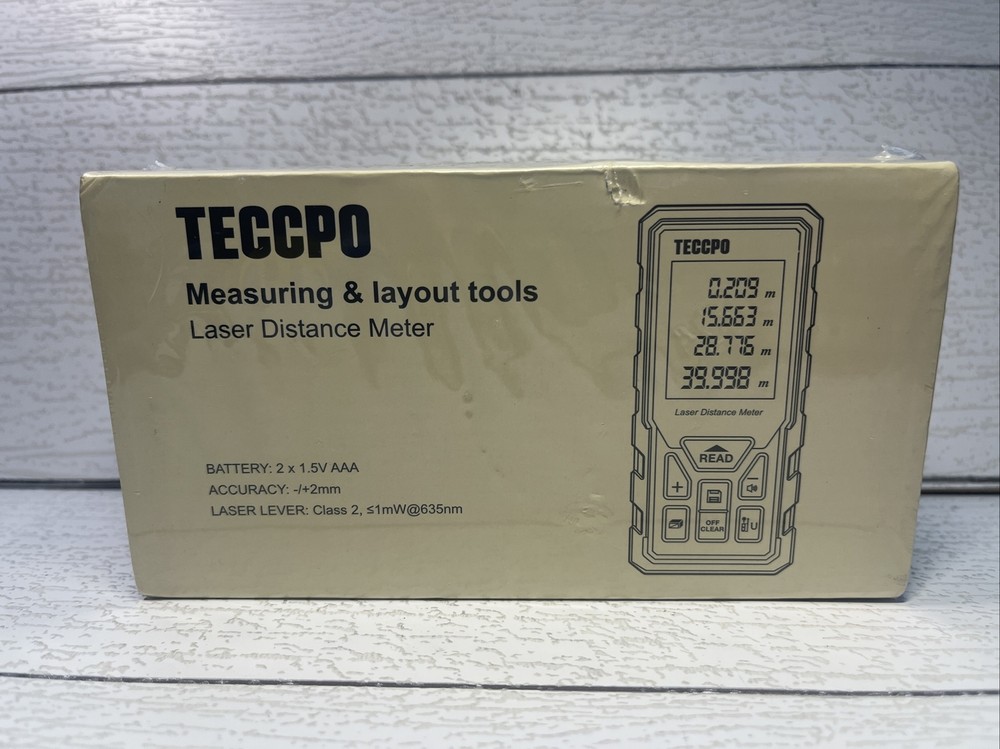 TECCPO
Measuring & layout tools
Laser Distance Meter
BATTERY: 2 x 1.5V AAA
ACCURACY: -/+2mm
LASER LEVER: Class 2, ≤1mW@635nm
TECCPO
0.209 m
15.663 m
28.776 m
39.998 m
Laser Distance Meter
READ
+
−
OFF
CLEAR
U